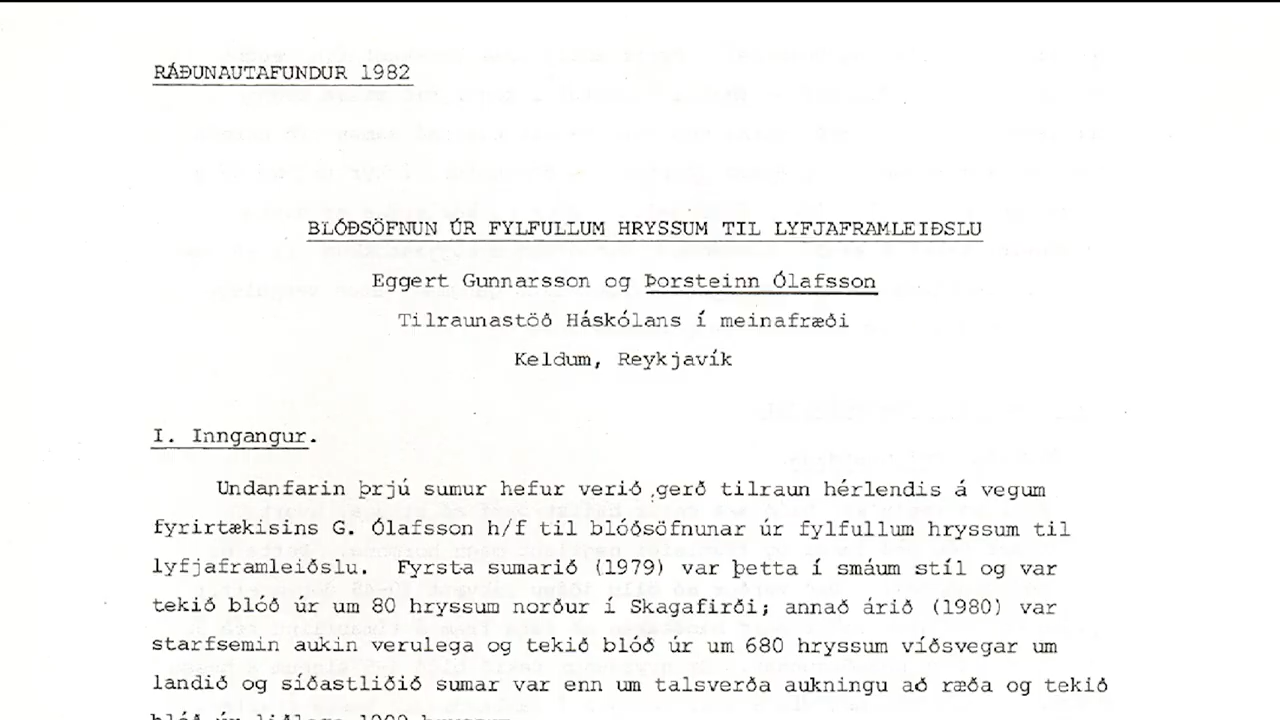 RÁÐUNAUTAFUNDUR 1982
BLÓÐSÖFNUN ÚR FYLFULLUM HRYSSUM TIL LYFJAFRAMLEIÐSLU
Eggert Gunnarsson og Þorsteinn Ólafsson
Tilraunastöð Háskólans í meinafræði
Keldum, Reykjavík
I. Inngangur.
Undanfarin þrjú sumur hefur verið gerð tilraun hérlendis á vegum
fyrirtækisins G. Ólafsson h/f til blóðsöfnunar úr fylfullum hryssum til
lyfjaframleiðslu. Fyrsta sumarið (1979) var þetta í smáum stíl og var
tekið blóð úr um 80 hryssum norður í Skagafirði; annað árið (1980) var
starfsemin aukin verulega og tekið blóð úr um 680 hryssum víðsvegar um
landið og síðastliðið sumar var enn um talsverða aukningu að ræða og tekið